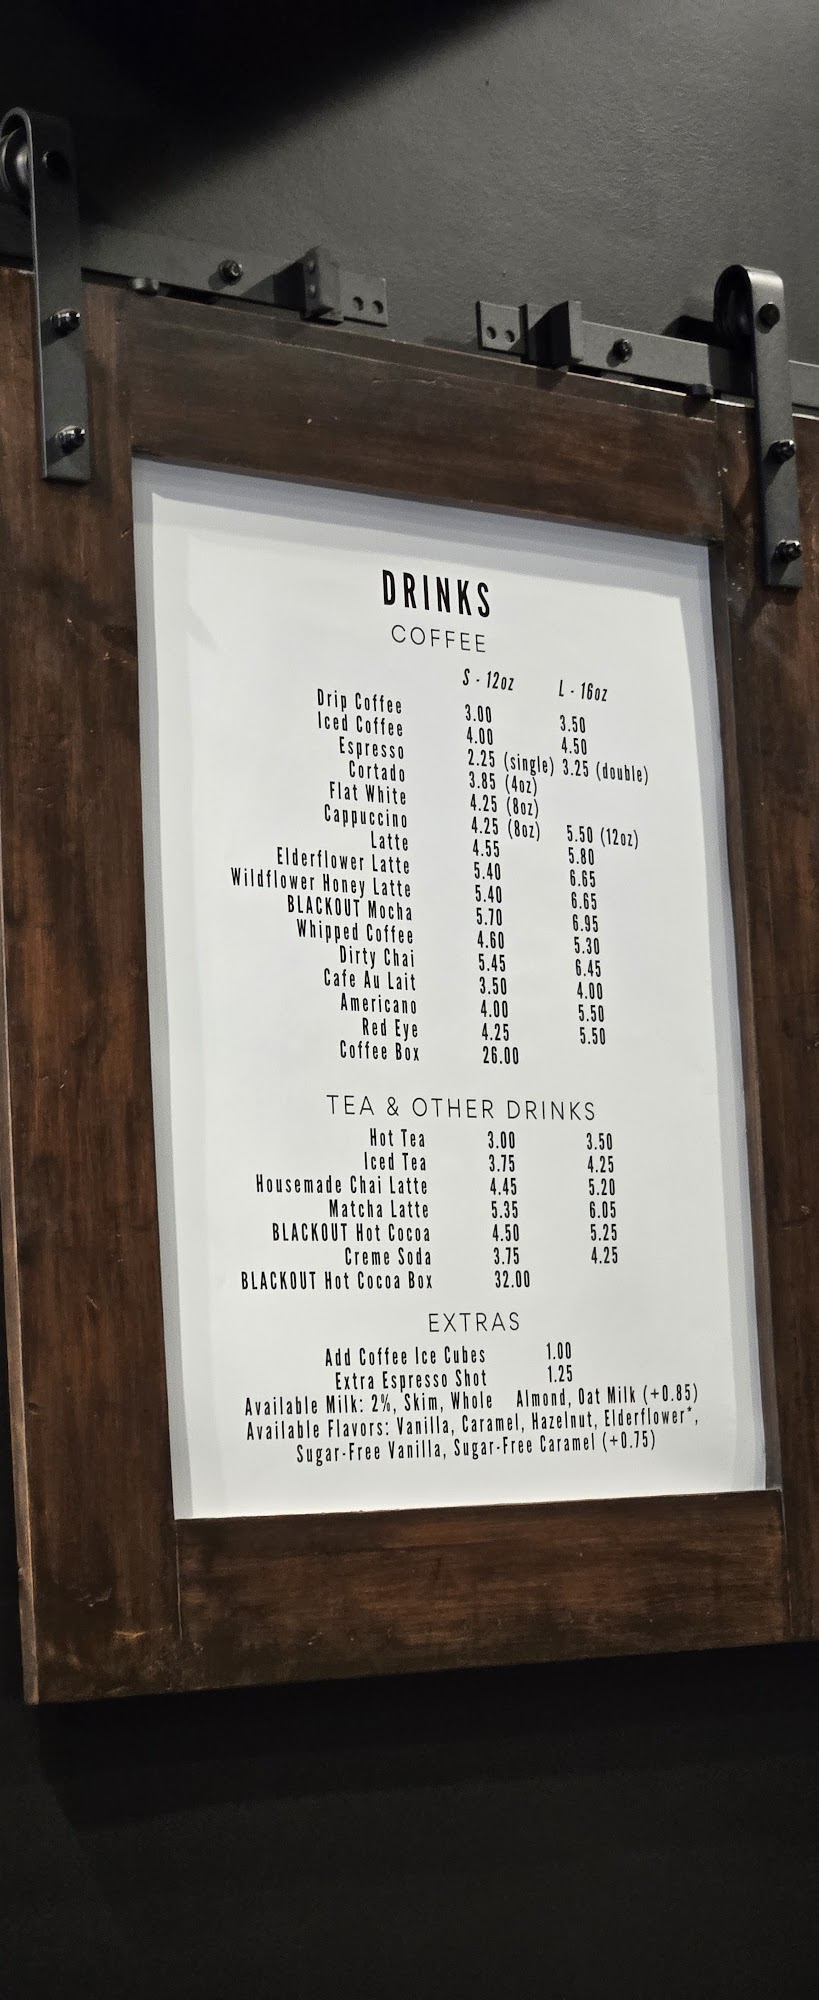 DRINKS
COFFEE
S - 12oz L - 16oz
Drip Coffee 3.00 3.50
Iced Coffee 4.00 4.50
Espresso 2.25 (single) 3.25 (double)
Cortado 3.85 (4oz)
Flat White 4.25 (8oz)
Cappuccino 4.25 (8oz) 5.50 (12oz)
Latte 4.55 5.80
Elderflower Latte 5.40 6.65
Wildflower Honey Latte 5.40 6.65
BLACKOUT Mocha 5.70 6.95
Whipped Coffee 4.60 5.30
Dirty Chai 5.45 6.45
Cafe Au Lait 3.50 4.00
Americano 4.00 5.50
Red Eye 4.25 5.50
Coffee Box 26.00
TEA & OTHER DRINKS
Hot Tea 3.00 3.50
Iced Tea 3.75 4.25
Housemade Chai Latte 4.45 5.20
Matcha Latte 5.35 6.05
BLACKOUT Hot Cocoa 4.50 5.25
Creme Soda 3.75 4.25
BLACKOUT Hot Cocoa Box 32.00
EXTRAS
Add Coffee Ice Cubes 1.00
Extra Espresso Shot 1.25
Available Milk: 2%, Skim, Whole Almond, Oat Milk (+0.85)
Available Flavors: Vanilla, Caramel, Hazelnut, Elderflower*,
Sugar-Free Vanilla, Sugar-Free Caramel (+0.75)